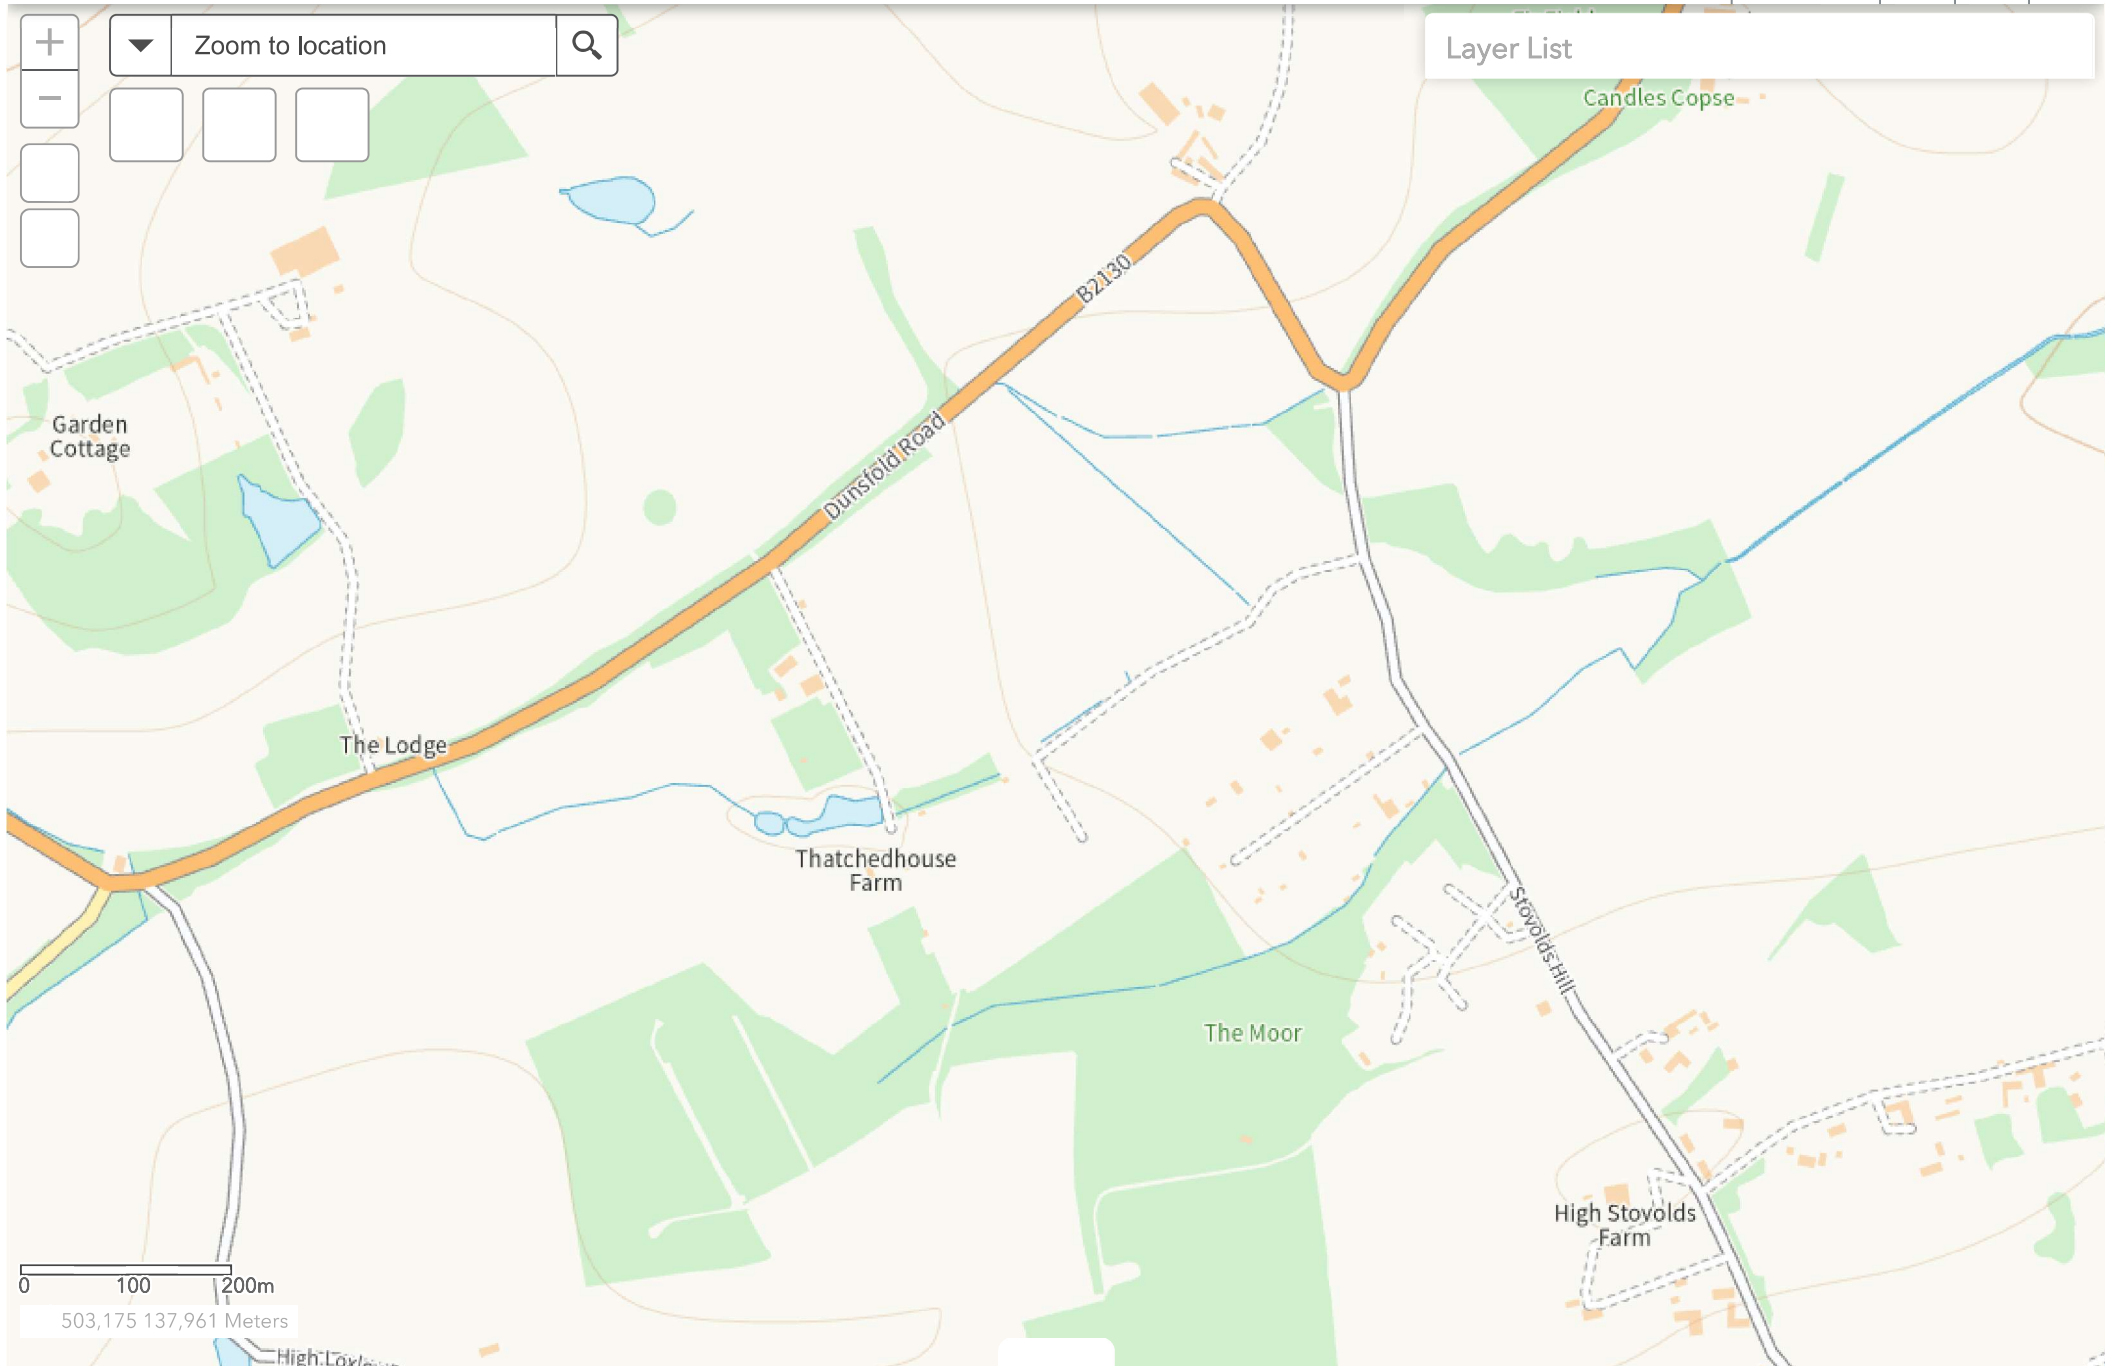 Zoom to location
Layer List
Candles Copse
B2130
Dunsfold Road
Garden
Cottage
The Lodge
Thatchedhouse
Farm
Stovolds Hill
The Moor
High Stovolds
Farm
0 100 200m
503,175 137,961 Meters
High